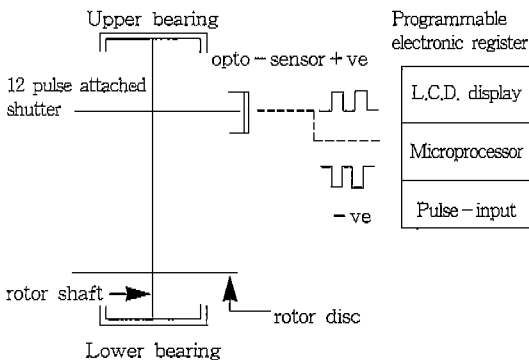 Upper bearing
Programmable
electronic register
opto-sensor +ve
12 pulse attached
shutter
L.C.D. display
Microprocessor
Pulse-input
-ve
rotor shaft
rotor disc
Lower bearing